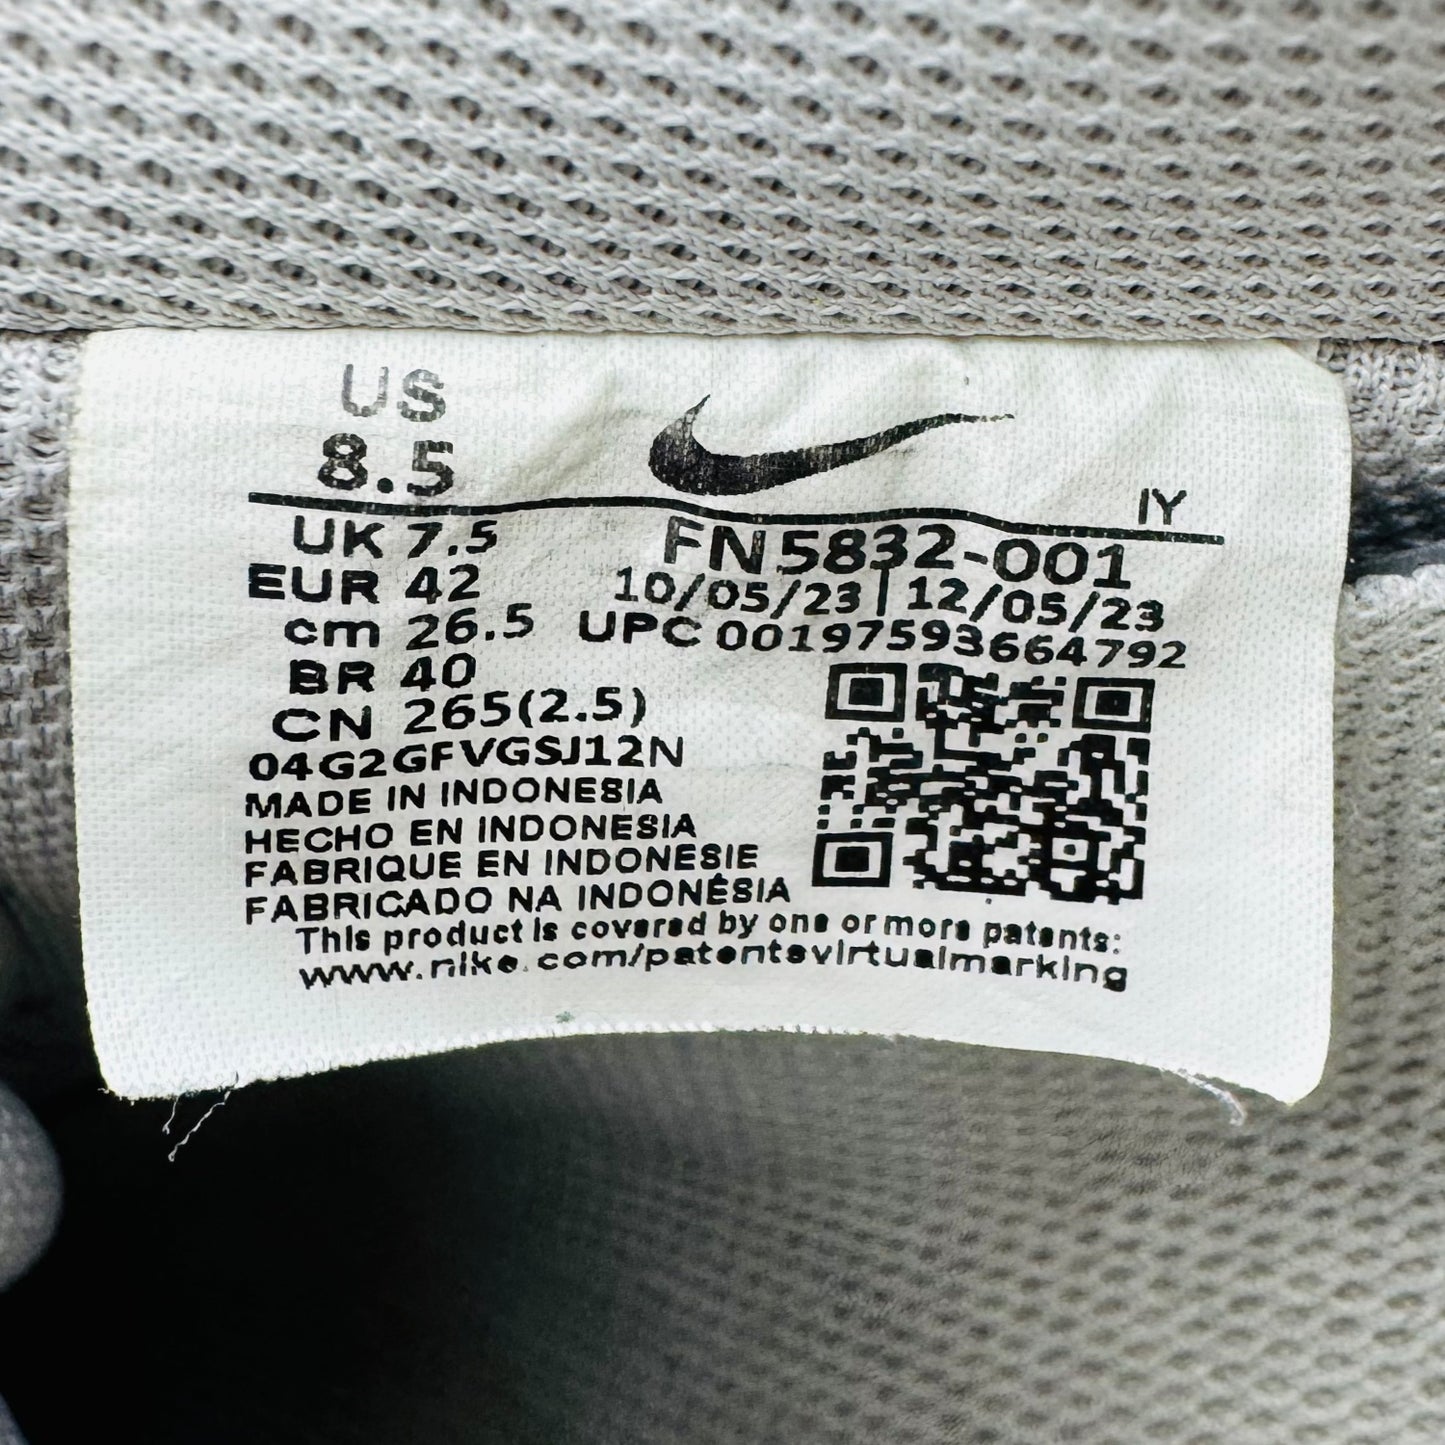 US
8.5
IY
UK 7.5
FN5832-001
EUR 42
10/05/23 | 12/05/23
cm 26.5
UPC 00197593664792
BR 40
CN 265(2.5)
04G2GFVGSJ12N
MADE IN INDONESIA
HECHO EN INDONESIA
FABRIQUE EN INDONESIE
FABRICADO NA INDONÉSIA
This product is covered by one or more patents:
www.nike.com/patentsvirtualmarking